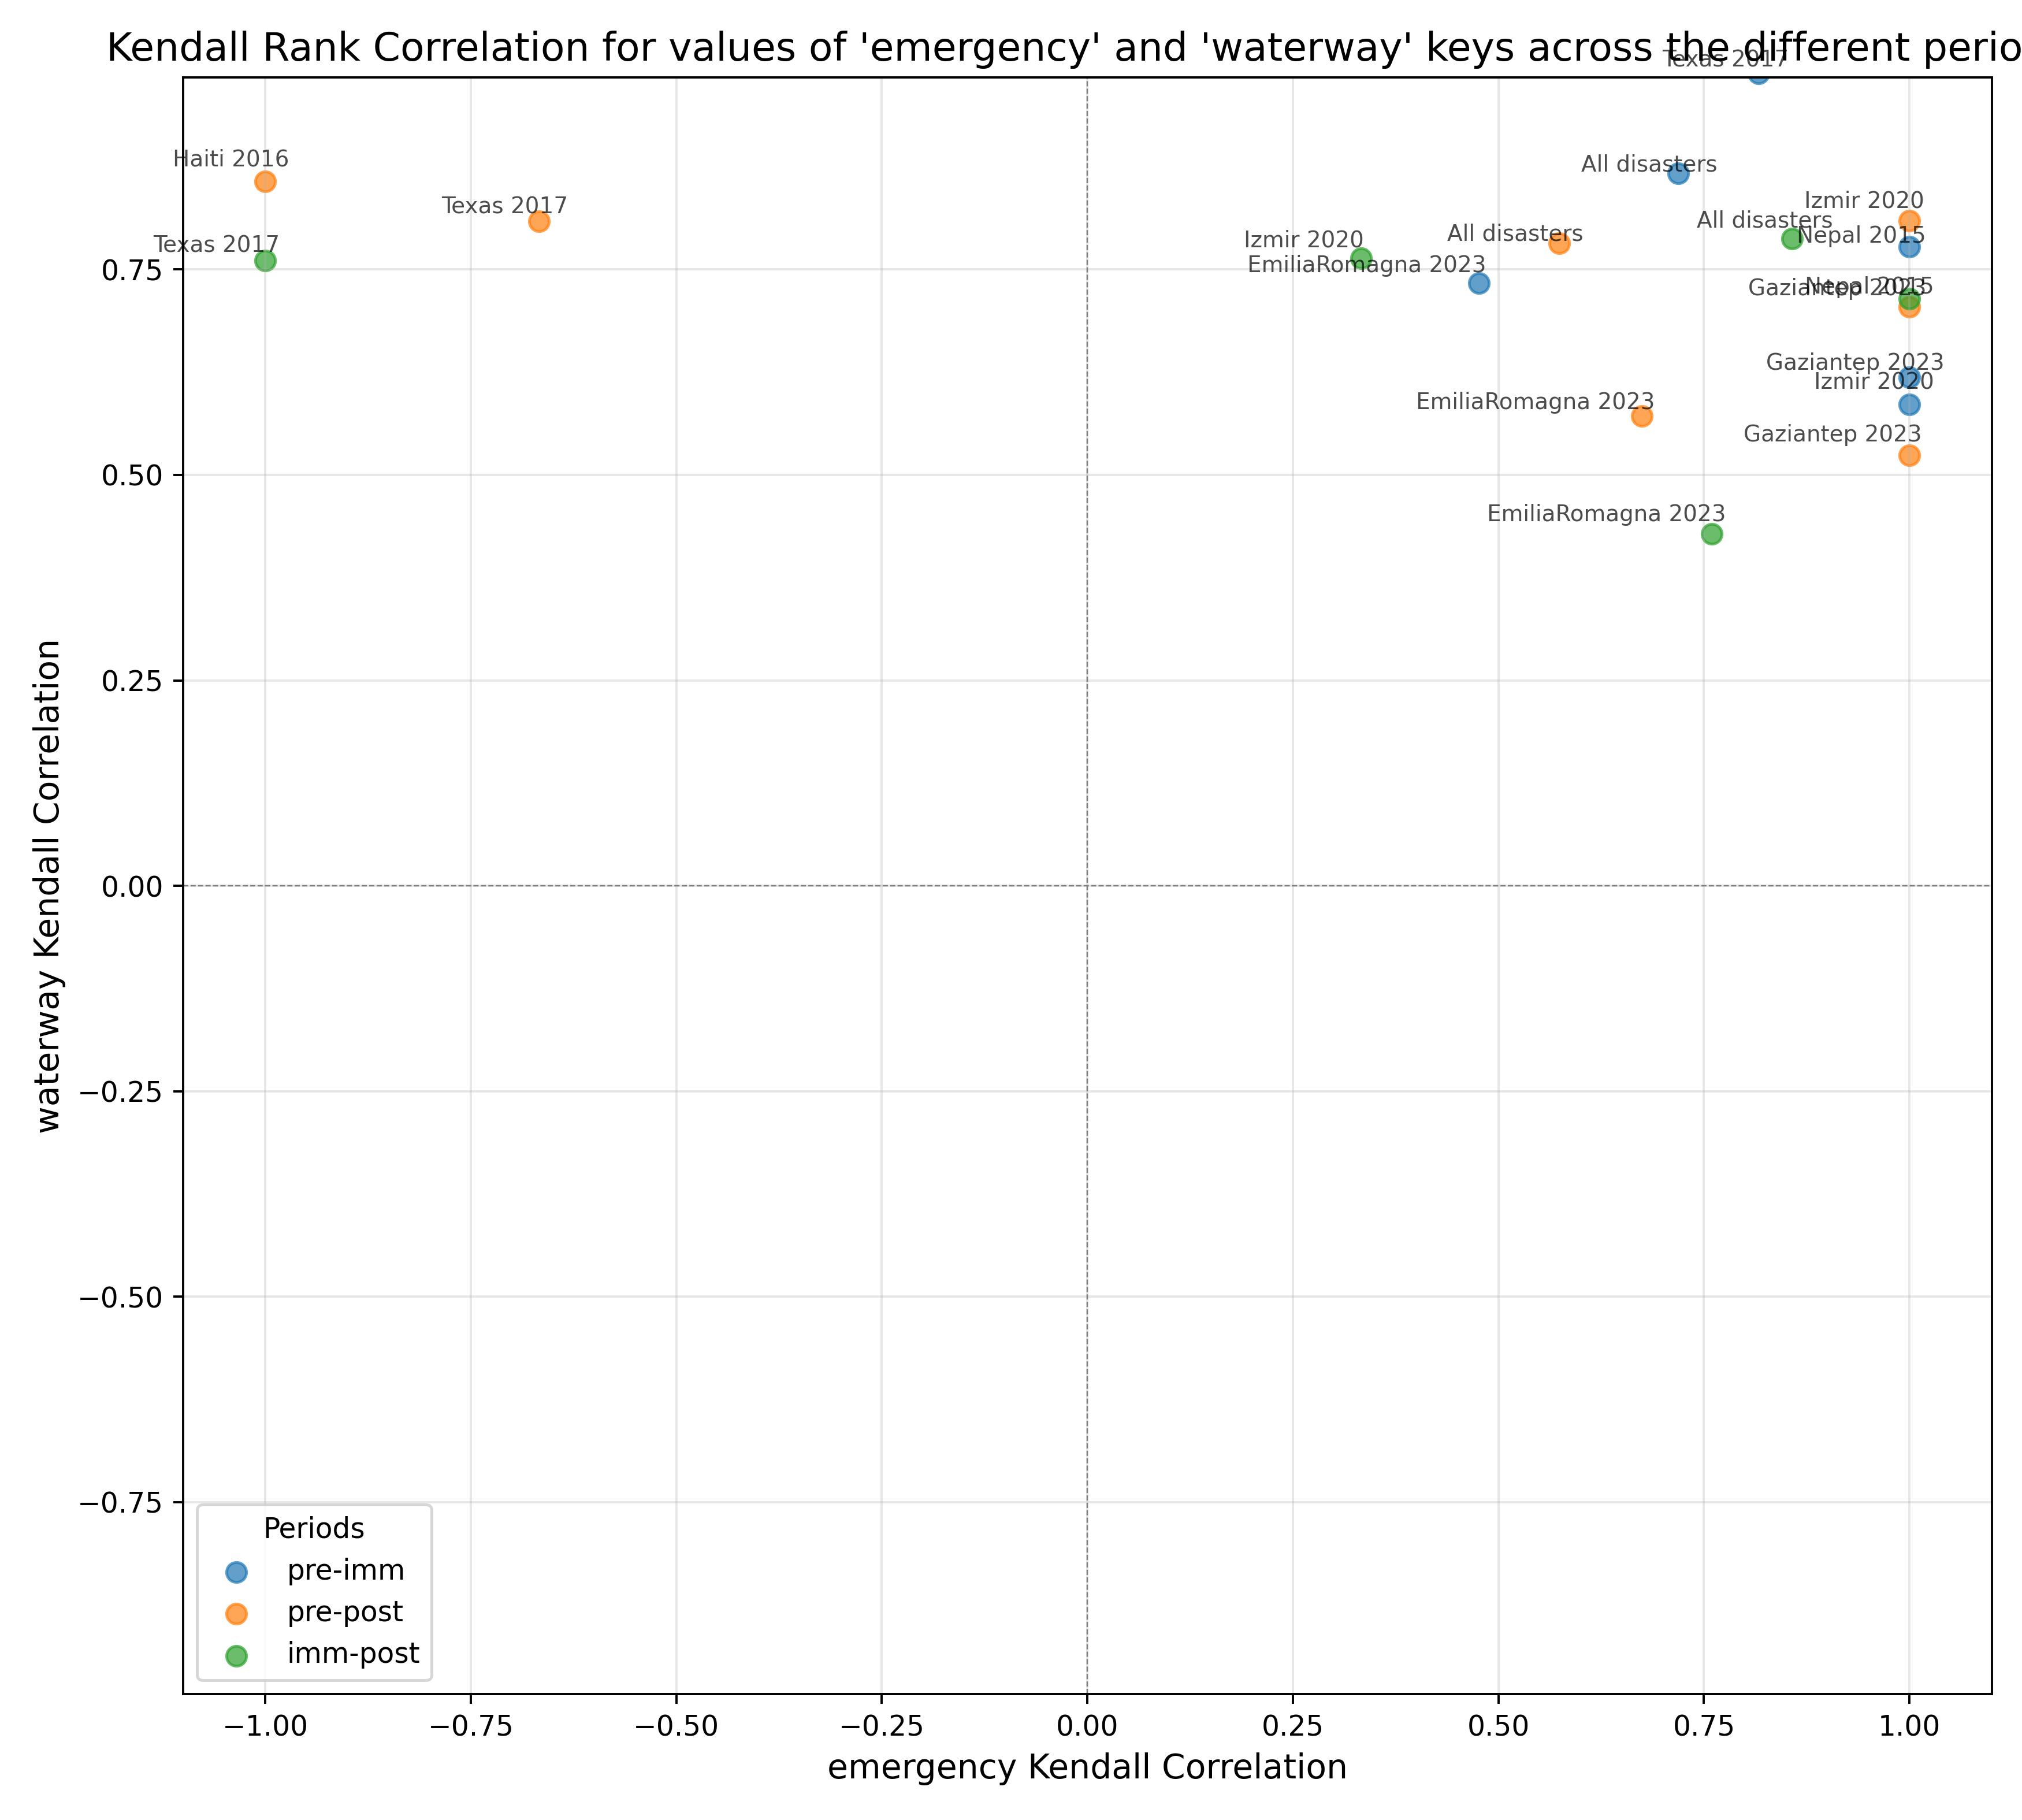 Kendall Rank Correlation for values of 'emergency' and 'waterway' keys across the different perio
Texas 2017
Haiti 2016
All disasters
Texas 2017
Izmir 2020
All disasters
Nepal 2015
Texas 2017
Izmir 2020
All disasters
EmiliaRomagna 2023
Nepal 2015
Gaziantep 2023
Gaziantep 2023
Izmir 2020
EmiliaRomagna 2023
Gaziantep 2023
EmiliaRomagna 2023
waterway Kendall Correlation
0.75
0.50
0.25
0.00
−0.25
−0.50
−0.75
Periods
pre-imm
pre-post
imm-post
−1.00 −0.75 −0.50 −0.25 0.00 0.25 0.50 0.75 1.00
emergency Kendall Correlation